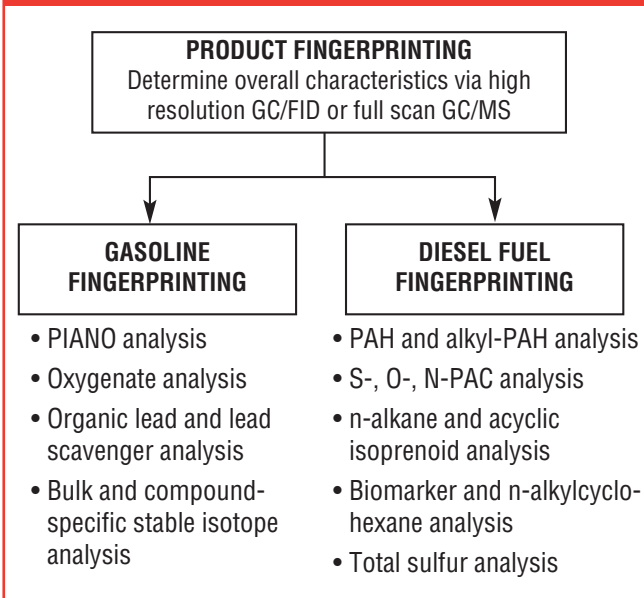 PRODUCT FINGERPRINTING
Determine overall characteristics via high
resolution GC/FID or full scan GC/MS
GASOLINE
FINGERPRINTING
• PIANO analysis
• Oxygenate analysis
• Organic lead and lead
scavenger analysis
• Bulk and compound-
specific stable isotope
analysis
DIESEL FUEL
FINGERPRINTING
• PAH and alkyl-PAH analysis
• S-, O-, N-PAC analysis
• n-alkane and acyclic
isoprenoid analysis
• Biomarker and n-alkylcyclo-
hexane analysis
• Total sulfur analysis